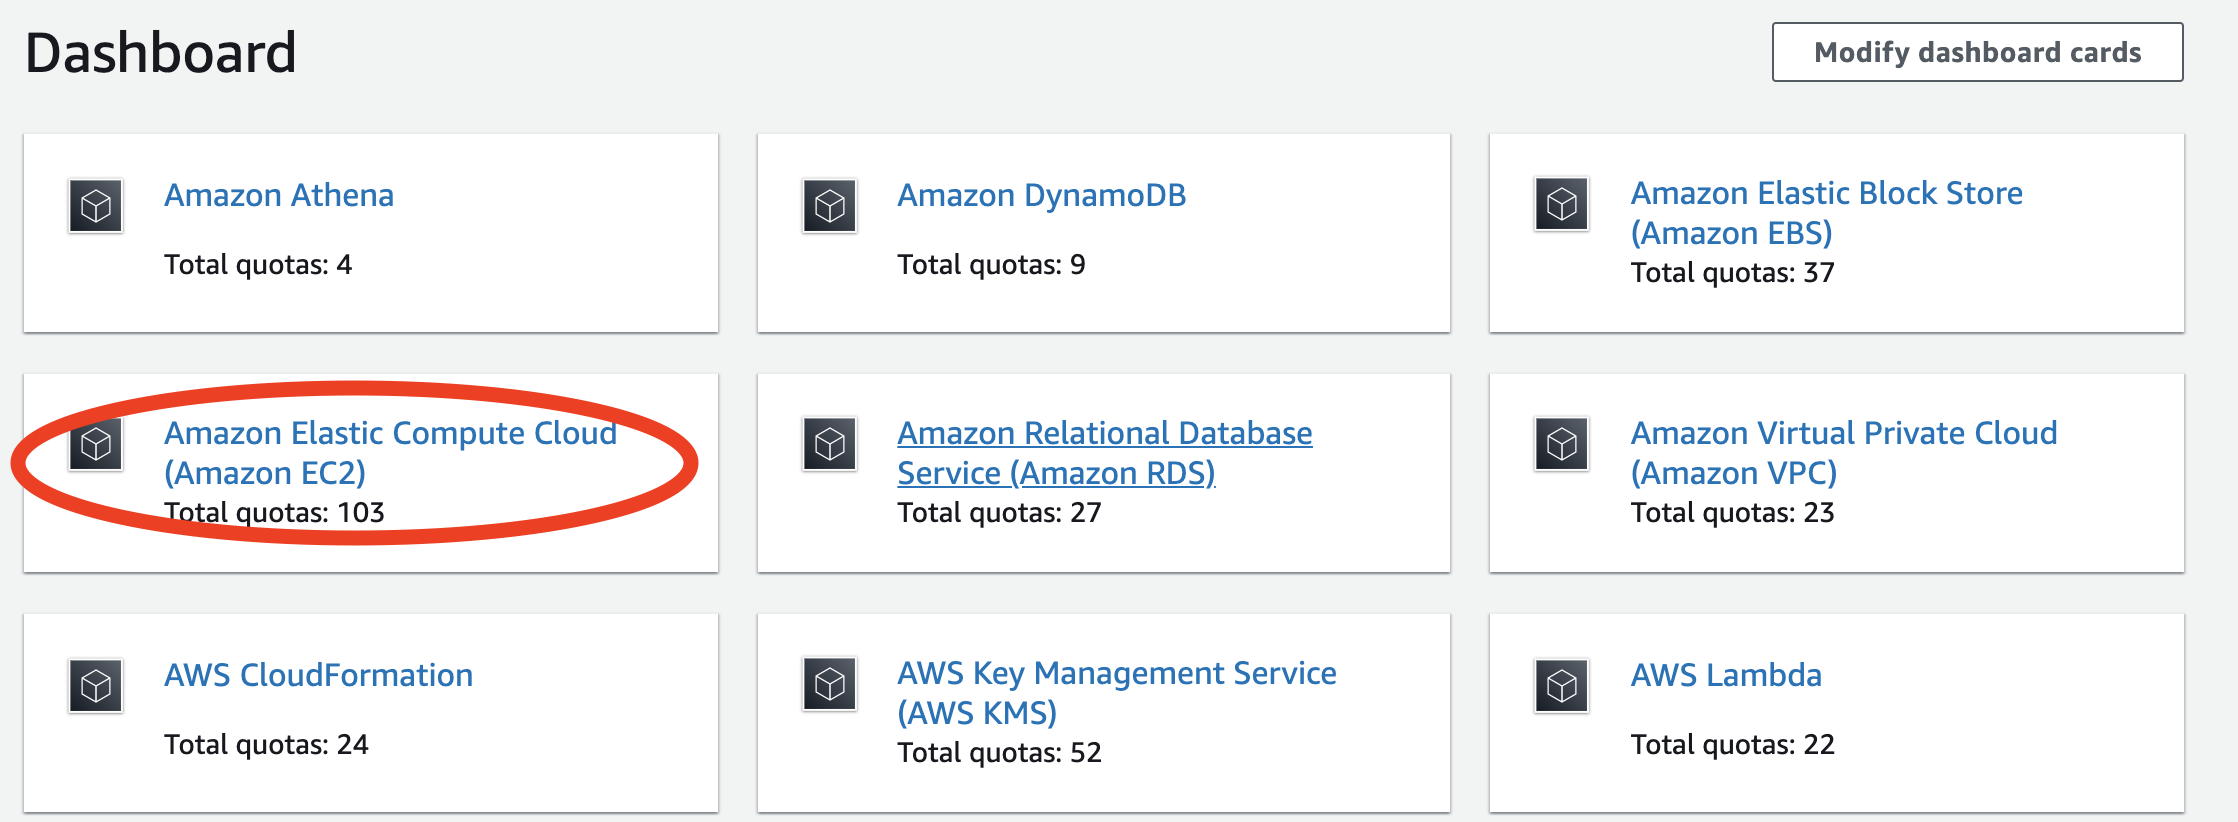 Dashboard
Modify dashboard cards
Amazon Athena
Total quotas: 4
Amazon DynamoDB
Total quotas: 9
Amazon Elastic Block Store
(Amazon EBS)
Total quotas: 37
Amazon Elastic Compute Cloud
(Amazon EC2)
Total quotas: 103
Amazon Relational Database
Service (Amazon RDS)
Total quotas: 27
Amazon Virtual Private Cloud
(Amazon VPC)
Total quotas: 23
AWS CloudFormation
Total quotas: 24
AWS Key Management Service
(AWS KMS)
Total quotas: 52
AWS Lambda
Total quotas: 22